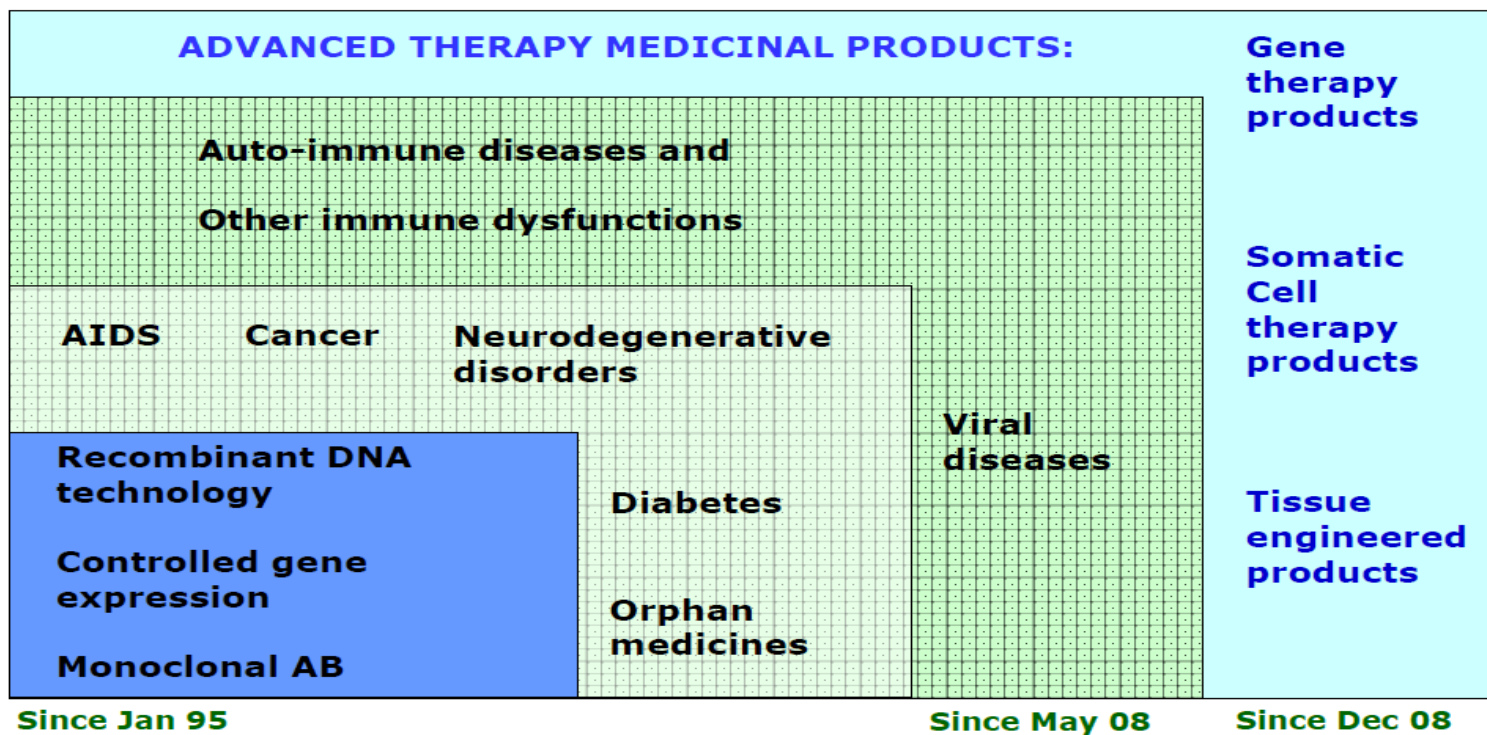 ADVANCED THERAPY MEDICINAL PRODUCTS:
Gene
therapy
products
Auto-immune diseases and
Other immune dysfunctions
Somatic
Cell
therapy
products
AIDS
Cancer
Neurodegenerative
disorders
Viral
diseases
Recombinant DNA
technology
Diabetes
Tissue
engineered
products
Controlled gene
expression
Orphan
medicines
Monoclonal AB
Since Jan 95
Since May 08
Since Dec 08